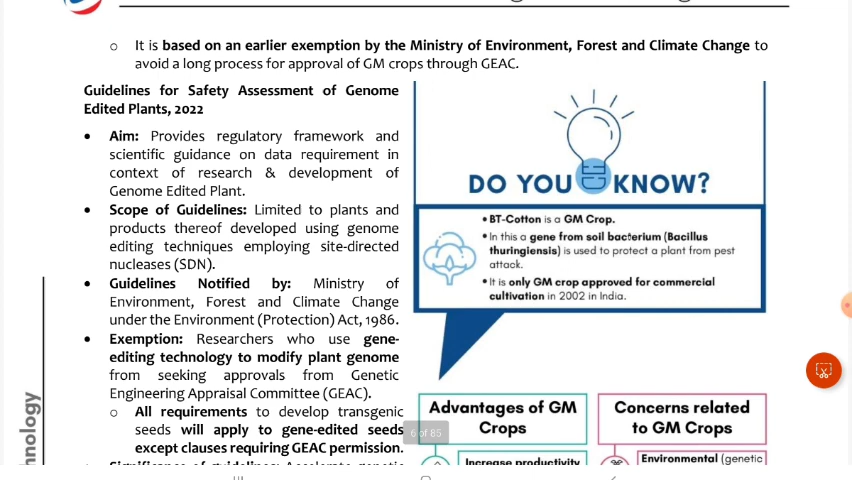 It is based on an earlier exemption by the Ministry of Environment, Forest and Climate Change to
avoid a long process for approval of GM crops through GEAC.
Guidelines for Safety Assessment of Genome
Edited Plants, 2022
Aim: Provides regulatory framework and
scientific guidance on data requirement in
context of research & development of
Genome Edited Plant.
Scope of Guidelines: Limited to plants and
products thereof developed using genome
editing techniques employing site-directed
nucleases (SDN).
Guidelines Notified by: Ministry of
Environment, Forest and Climate Change
under the Environment (Protection) Act, 1986.
Exemption: Researchers who use gene-
editing technology to modify plant genome
from seeking approvals from Genetic
Engineering Appraisal Committee (GEAC).
All requirements to develop transgenic
seeds will apply to gene-edited seeds
except clauses requiring GEAC permission.
Significance of guidelines: Accelerate genetic
DO YOU KNOW?
• BT-Cotton is a GM Crop.
• In this a gene from soil bacterium (Bacillus
thuringiensis) is used to protect a plant from pest
attack.
• It is only GM crop approved for commercial
cultivation in 2002 in India.
Advantages of GM
Crops
Increase productivity
Concerns related
to GM Crops
Environmental (genetic
6 of 85
hnology